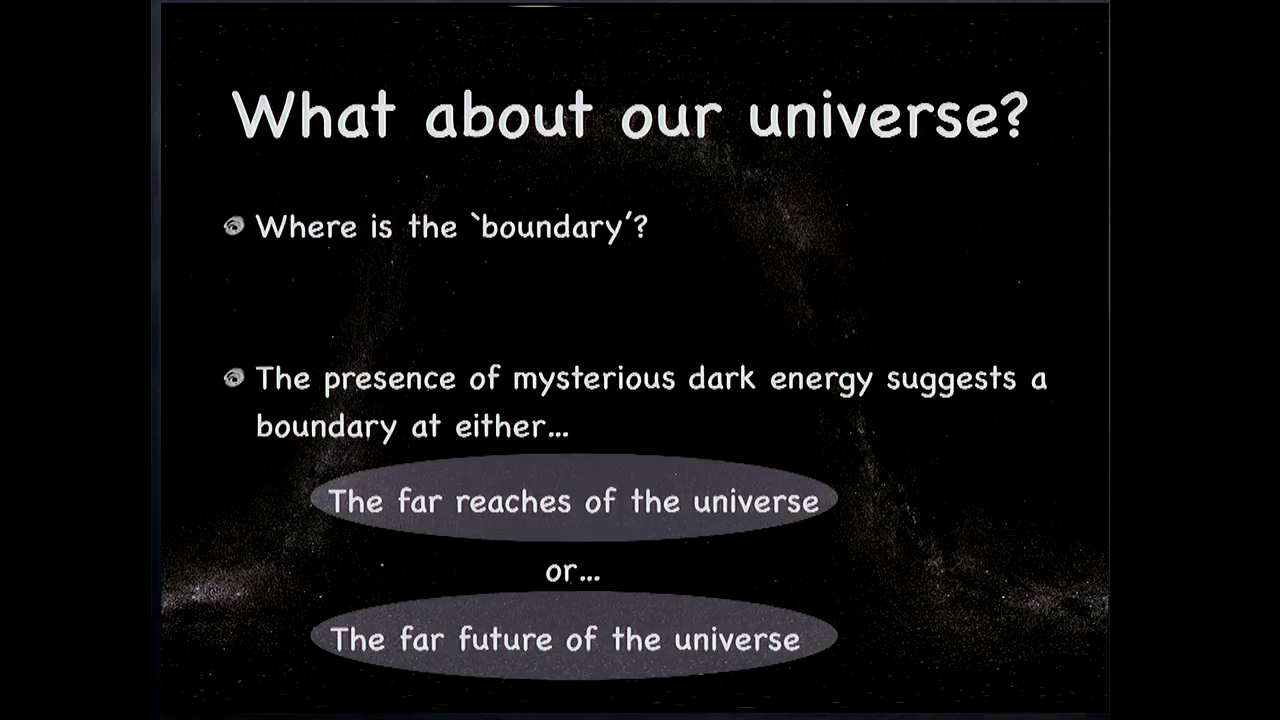 What about our universe?
Where is the `boundary'?
The presence of mysterious dark energy suggests a
boundary at either...
The far reaches of the universe
or...
The far future of the universe